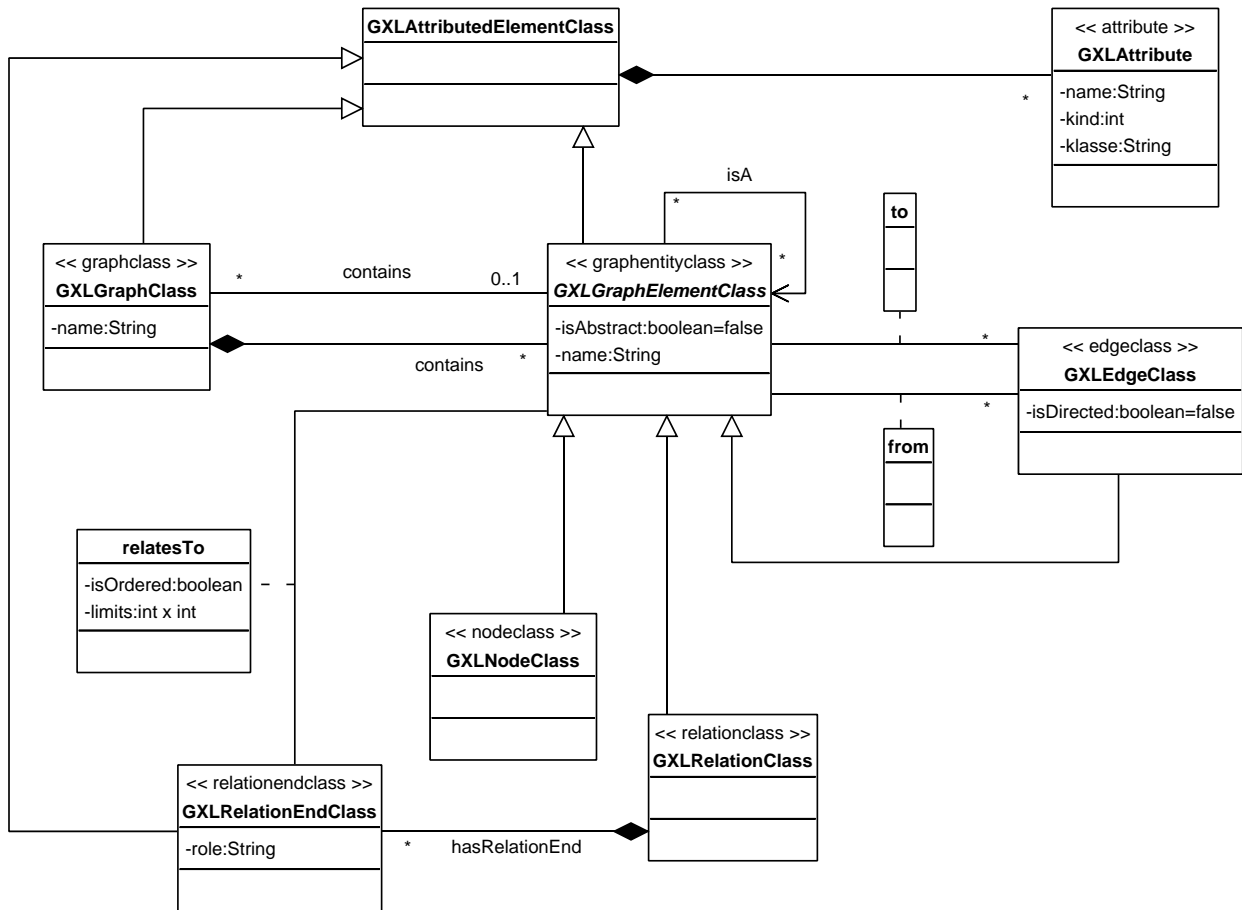 GXLAttributedElementClass
<< attribute >>
GXLAttribute
-name:String
-kind:int
-klasse:String
*
isA
*
*
to
<< graphclass >>
GXLGraphClass
-name:String
*
contains
0..1
<< graphentityclass >>
GXLGraphElementClass
-isAbstract:boolean=false
-name:String
contains
*
*
*
<< edgeclass >>
GXLEdgeClass
-isDirected:boolean=false
from
relatesTo
-isOrdered:boolean
-limits:int x int
<< nodeclass >>
GXLNodeClass
<< relationclass >>
GXLRelationClass
<< relationendclass >>
GXLRelationEndClass
-role:String
*
hasRelationEnd